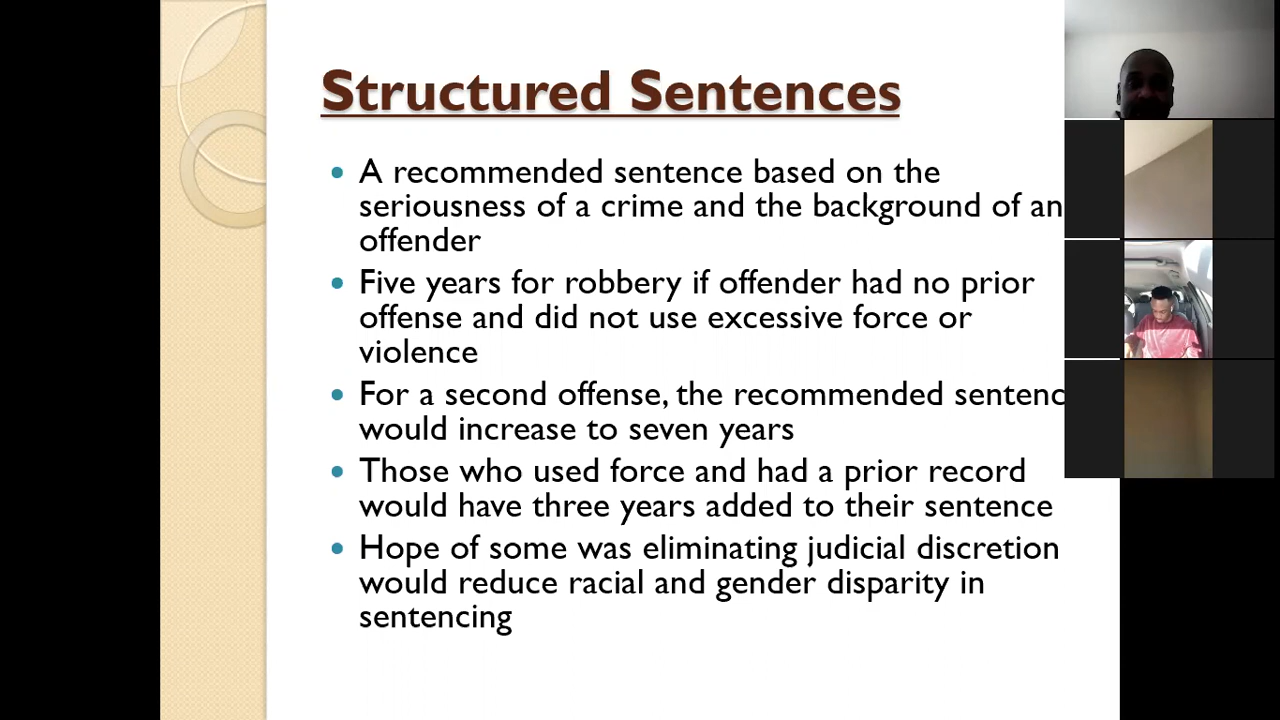 Structured Sentences
• A recommended sentence based on the
seriousness of a crime and the background of an
offender
• Five years for robbery if offender had no prior
offense and did not use excessive force or
violence
• For a second offense, the recommended sentenc
would increase to seven years
• Those who used force and had a prior record
would have three years added to their sentence
• Hope of some was eliminating judicial discretion
would reduce racial and gender disparity in
sentencing